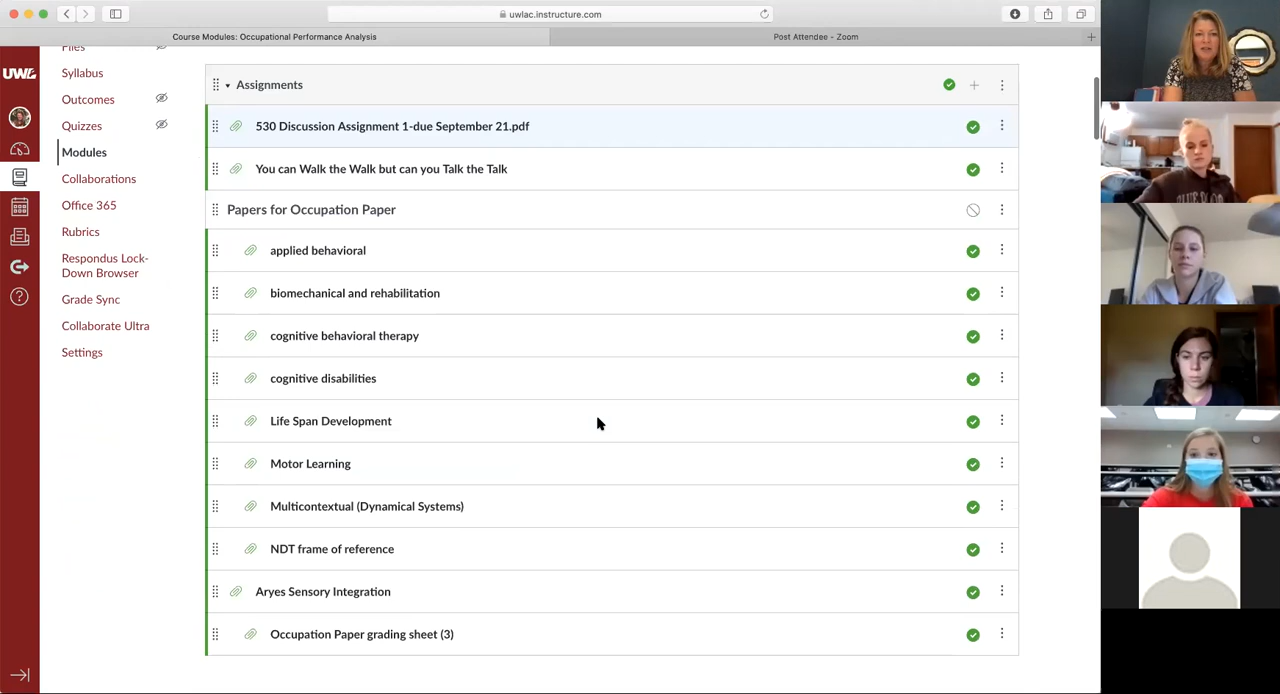 uwlac.instructure.com
Course Modules: Occupational Performance Analysis
Post Attendee - Zoom
UWL
Files
Syllabus
Outcomes
Quizzes
Modules
Collaborations
Office 365
Rubrics
Respondus Lock-
Down Browser
Grade Sync
Collaborate Ultra
Settings
Assignments
530 Discussion Assignment 1-due September 21.pdf
You can Walk the Walk but can you Talk the Talk
Papers for Occupation Paper
applied behavioral
biomechanical and rehabilitation
cognitive behavioral therapy
cognitive disabilities
Life Span Development
Motor Learning
Multicontextual (Dynamical Systems)
NDT frame of reference
Aryes Sensory Integration
Occupation Paper grading sheet (3)